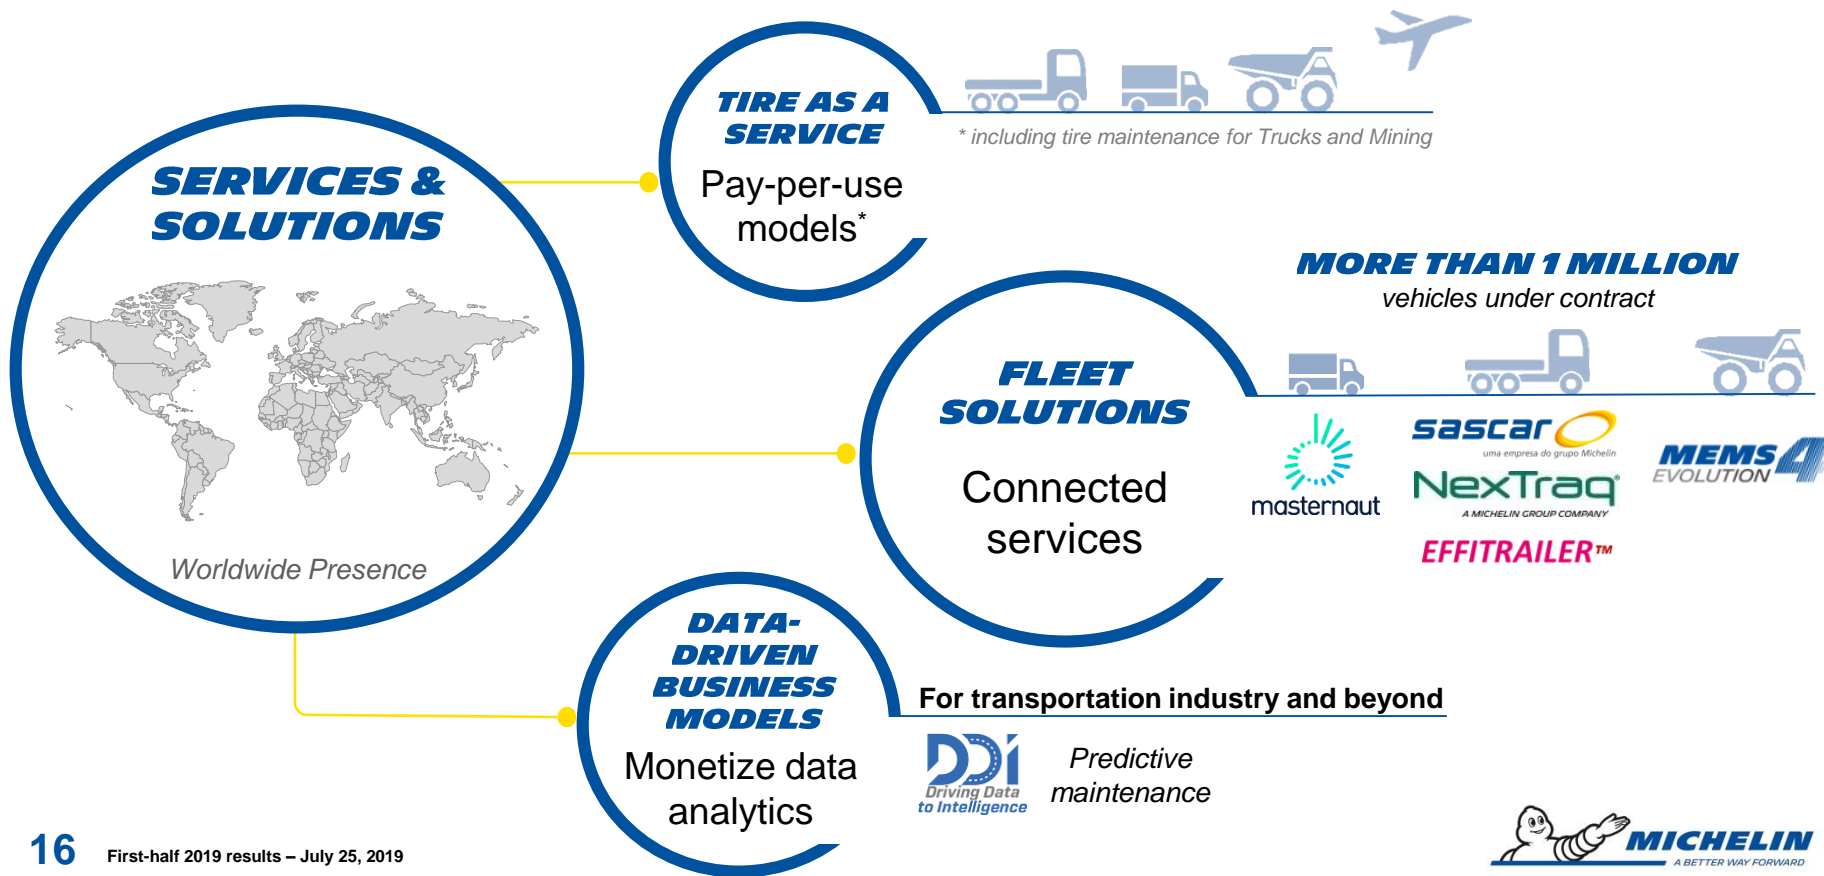 SERVICES &
SOLUTIONS
Worldwide Presence
TIRE AS A
SERVICE
Pay-per-use
models*
* including tire maintenance for Trucks and Mining
FLEET
SOLUTIONS
Connected
services
MORE THAN 1 MILLION
vehicles under contract
masternaut
sascar
uma empresa do grupo Michelin
NexTraq®
A MICHELIN GROUP COMPANY
EFFITRAILER™
MEMS 4
EVOLUTION
DATA-
DRIVEN
BUSINESS
MODELS
Monetize data
analytics
For transportation industry and beyond
DDi
Driving Data
to Intelligence
Predictive
maintenance
16 First-half 2019 results – July 25, 2019
MICHELIN
A BETTER WAY FORWARD